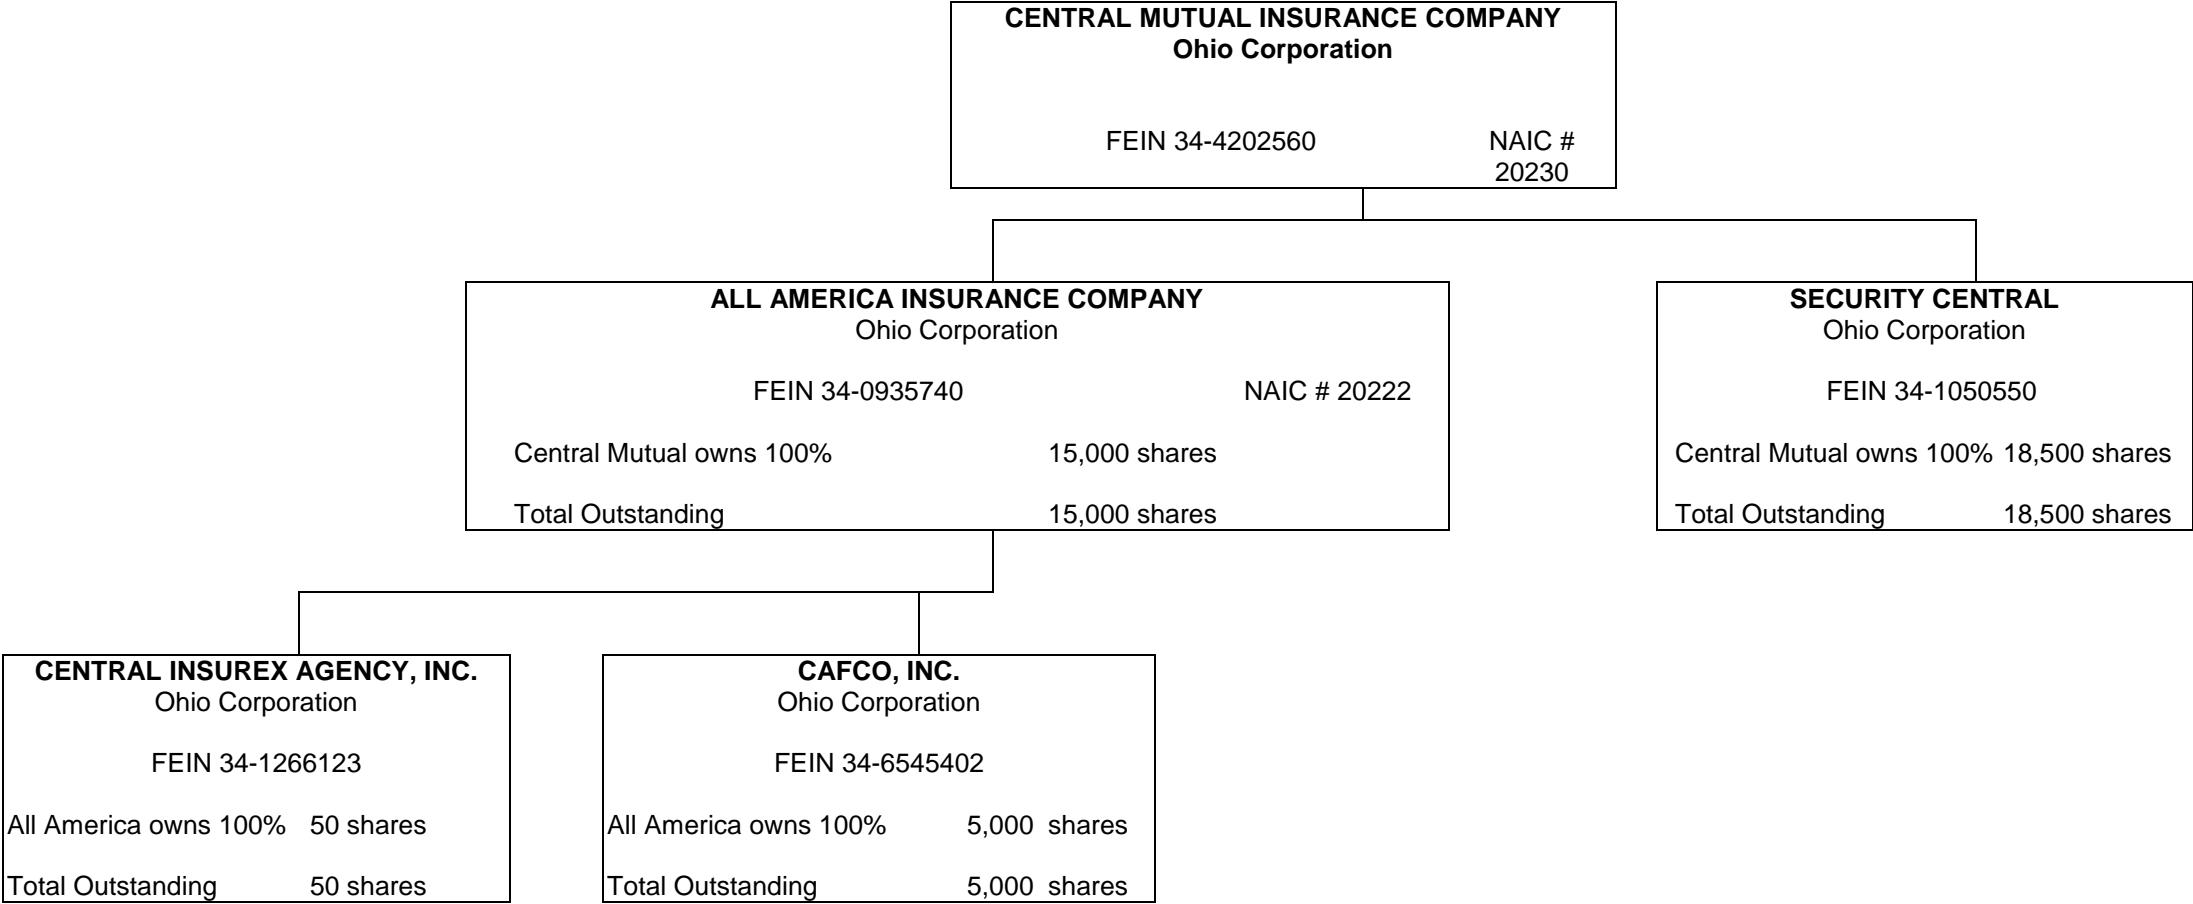 CENTRAL MUTUAL INSURANCE COMPANY
Ohio Corporation
FEIN 34-4202560 NAIC #
20230
ALL AMERICA INSURANCE COMPANY
Ohio Corporation
FEIN 34-0935740 NAIC # 20222
Central Mutual owns 100% 15,000 shares
Total Outstanding 15,000 shares
SECURITY CENTRAL
Ohio Corporation
FEIN 34-1050550
Central Mutual owns 100% 18,500 shares
Total Outstanding 18,500 shares
CENTRAL INSUREX AGENCY, INC.
Ohio Corporation
FEIN 34-1266123
All America owns 100% 50 shares
Total Outstanding 50 shares
CAFCO, INC.
Ohio Corporation
FEIN 34-6545402
All America owns 100% 5,000 shares
Total Outstanding 5,000 shares